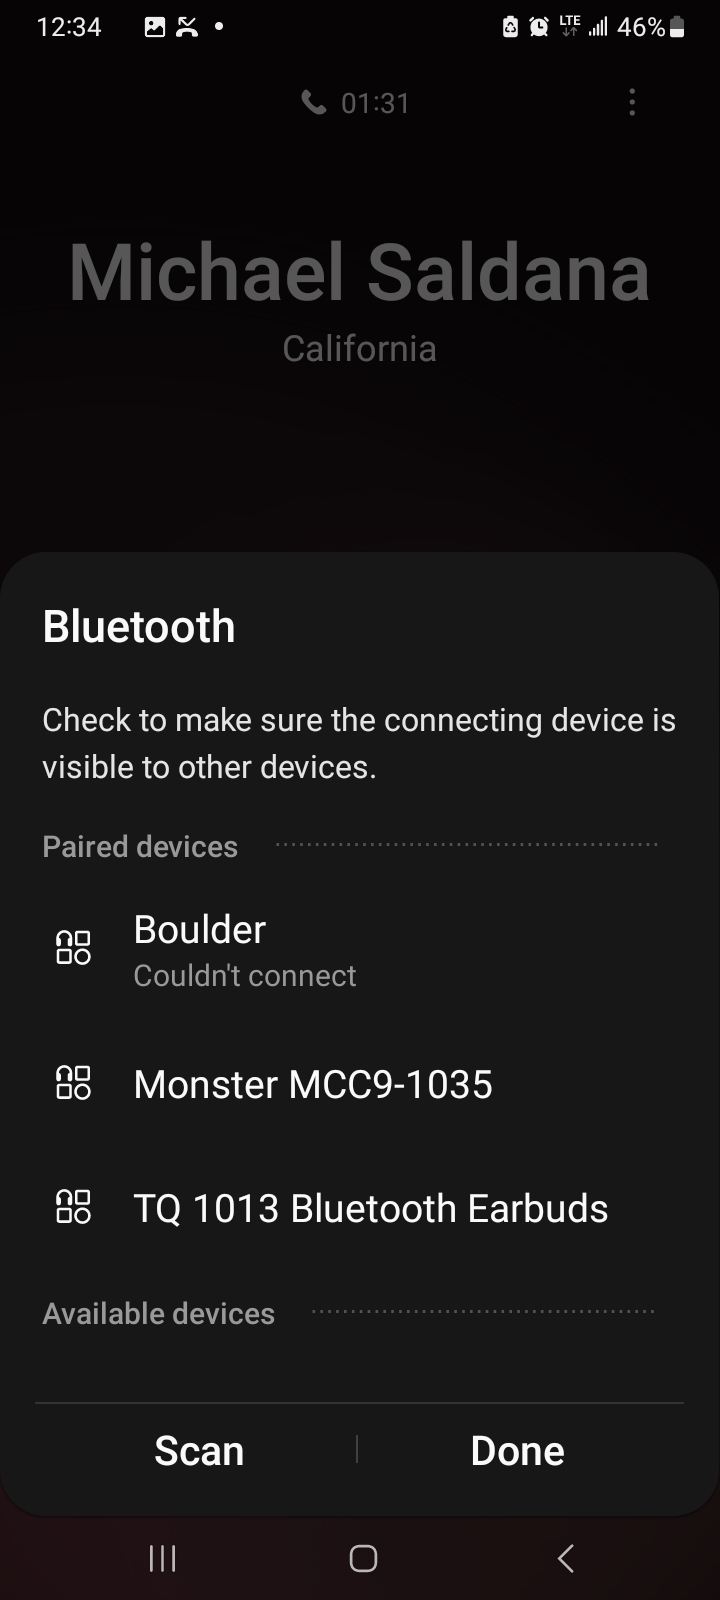 12:34
LTE
46%
01:31
Michael Saldana
California
Bluetooth
Check to make sure the connecting device is
visible to other devices.
Paired devices
Boulder
Couldn't connect
Monster MCC9-1035
TQ 1013 Bluetooth Earbuds
Available devices
Scan
Done